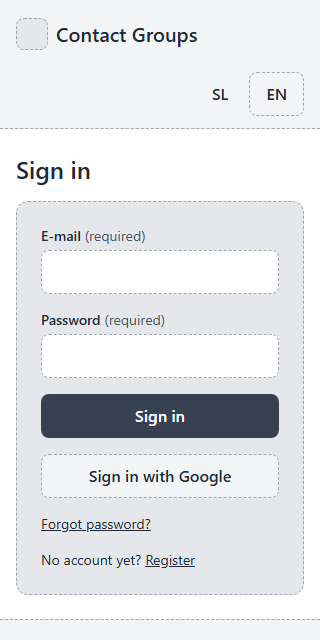 Contact Groups
SL
EN
Sign in
E-mail (required)
Password (required)
Sign in
Sign in with Google
Forgot password?
No account yet? Register